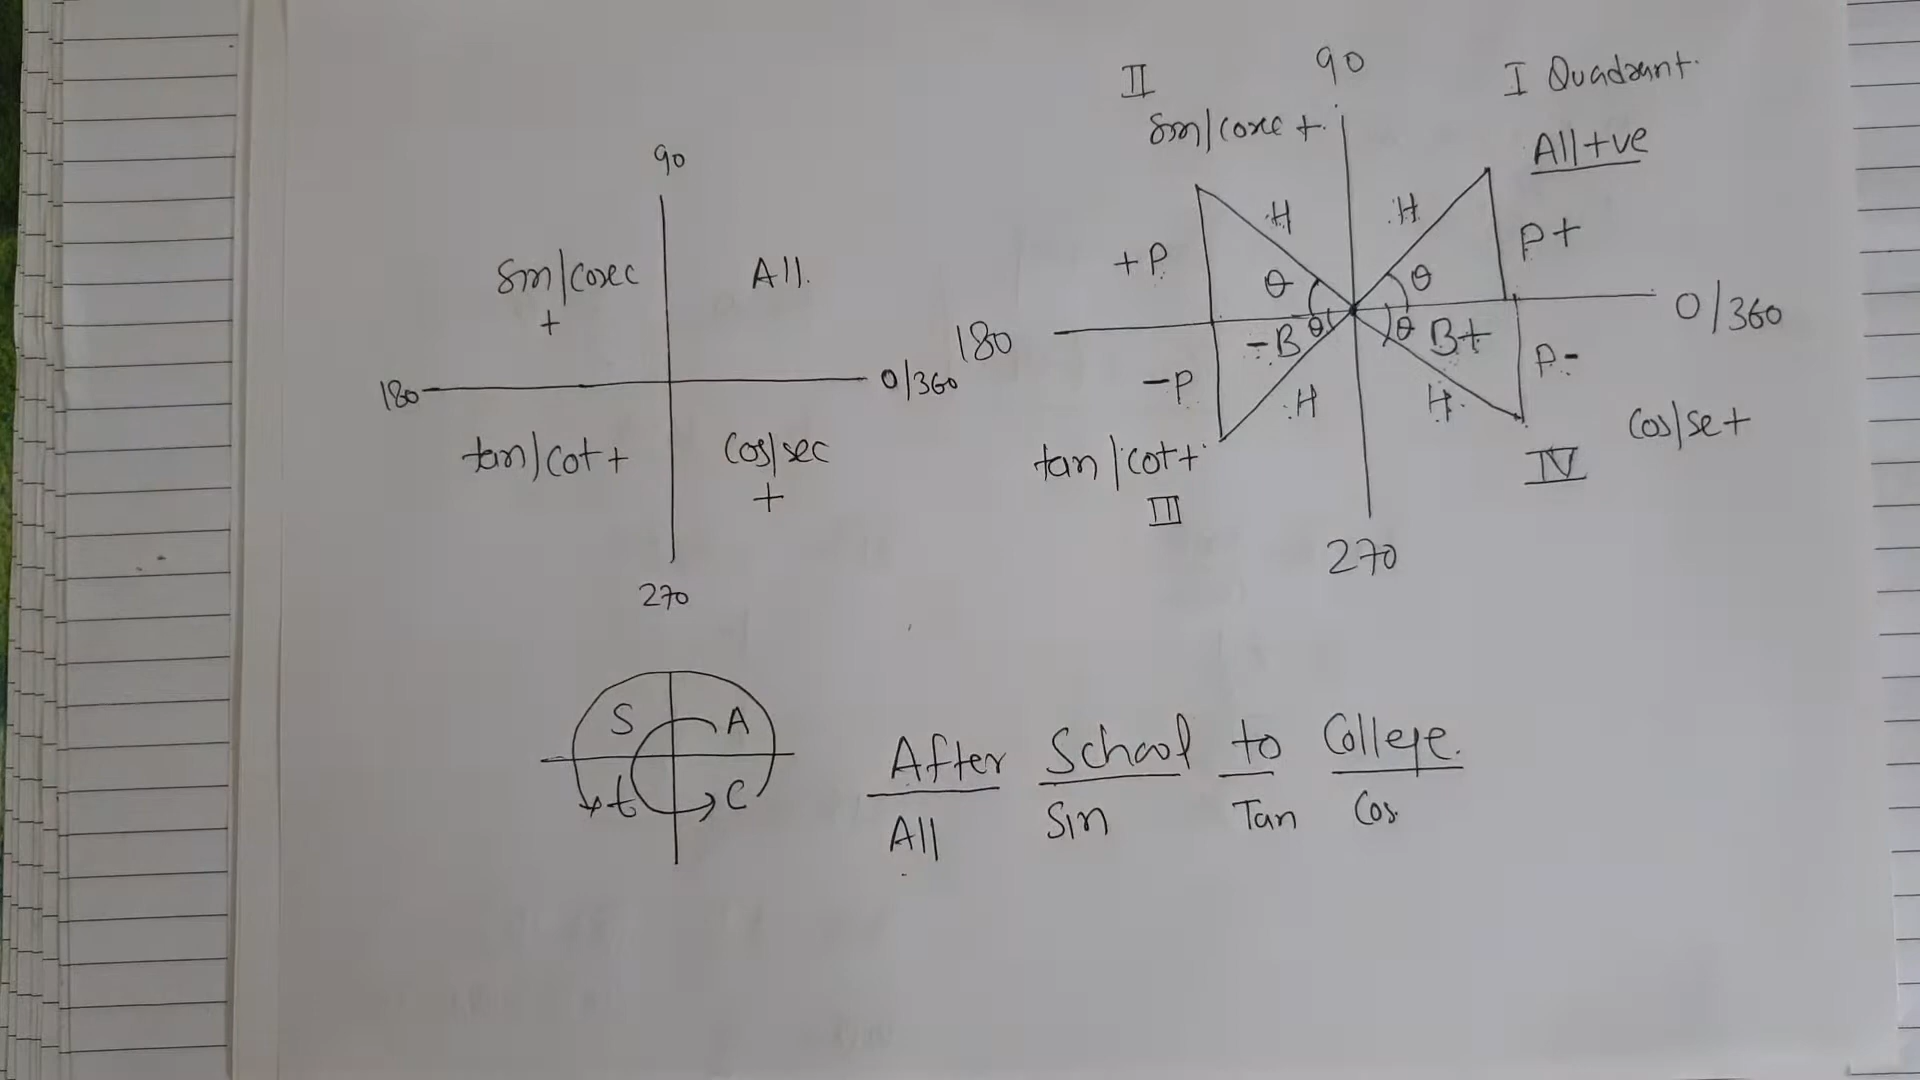 90
sin/cosec
+
All.
180
0/360
tan/cot +
cos/sec
+
270
II
90
I Quadrant.
sin/cosec +.
All +ve
H
H
+P
P+
θ
θ
180
-B
θ
θ
B+
0/360
-P
P-
H
H
cos/se+
tan/cot+
IV
III
270
S
A
t
C
After School to College.
All Sin Tan Cos